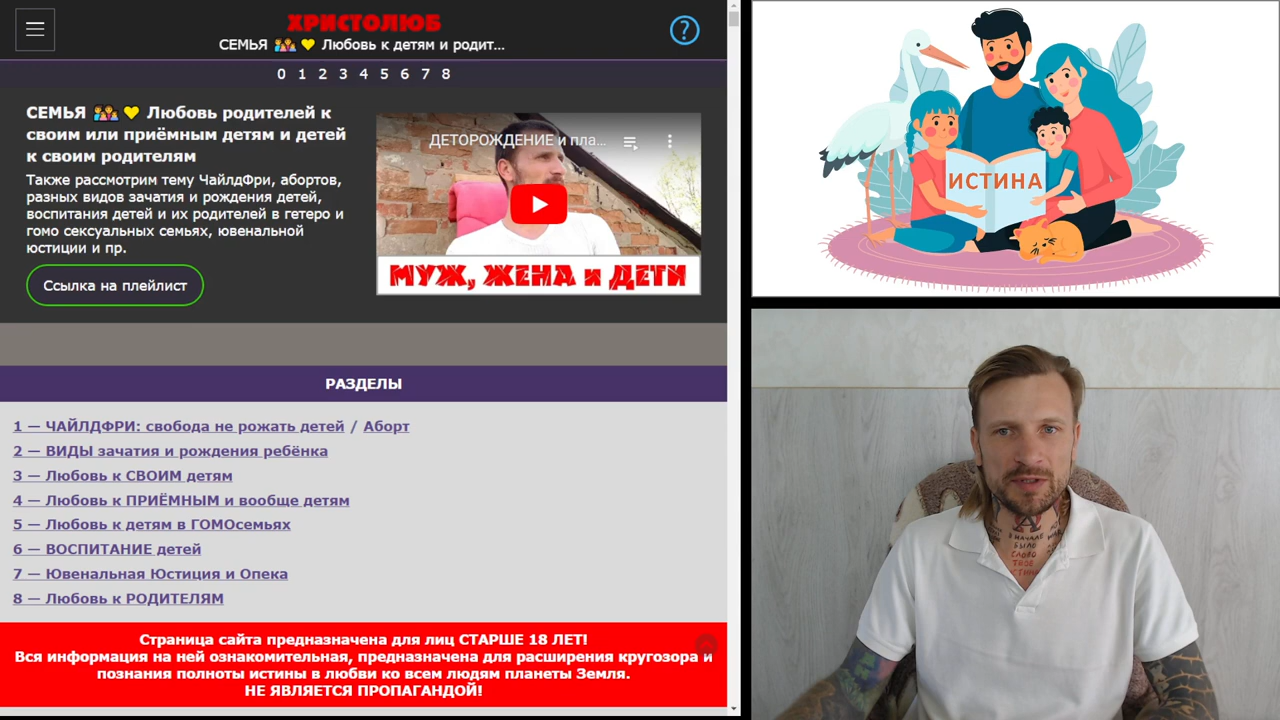 ХРИСТОЛЮБ
СЕМЬЯ 👨‍👩‍👧 💛 Любовь к детям и родит...
0 1 2 3 4 5 6 7 8
СЕМЬЯ 👨‍👩‍👧 💛 Любовь родителей к
своим или приёмным детям и детей
к своим родителям
Также рассмотрим тему ЧайлдФри, абортов,
разных видов зачатия и рождения детей,
воспитания детей и их родителей в гетеро и
гомо сексуальных семьях, ювенальной
юстиции и пр.
Ссылка на плейлист
ДЕТОРОЖДЕНИЕ и пла...
МУЖ, ЖЕНА и ДЕТИ
РАЗДЕЛЫ
1 — ЧАЙЛДФРИ: свобода не рожать детей / Аборт
2 — ВИДЫ зачатия и рождения ребёнка
3 — Любовь к СВОИМ детям
4 — Любовь к ПРИЁМНЫМ и вообще детям
5 — Любовь к детям в ГОМОсемьях
6 — ВОСПИТАНИЕ детей
7 — Ювенальная Юстиция и Опека
8 — Любовь к РОДИТЕЛЯМ
Страница сайта предназначена для лиц СТАРШЕ 18 ЛЕТ!
Вся информация на ней ознакомительная, предназначена для расширения кругозора и
познания полноты истины в любви ко всем людям планеты Земля.
НЕ ЯВЛЯЕТСЯ ПРОПАГАНДОЙ!
ИСТИНА
В НАЧАЛЕ
БЫЛО
СЛОВО
ТВОЕ
ИСТИНА